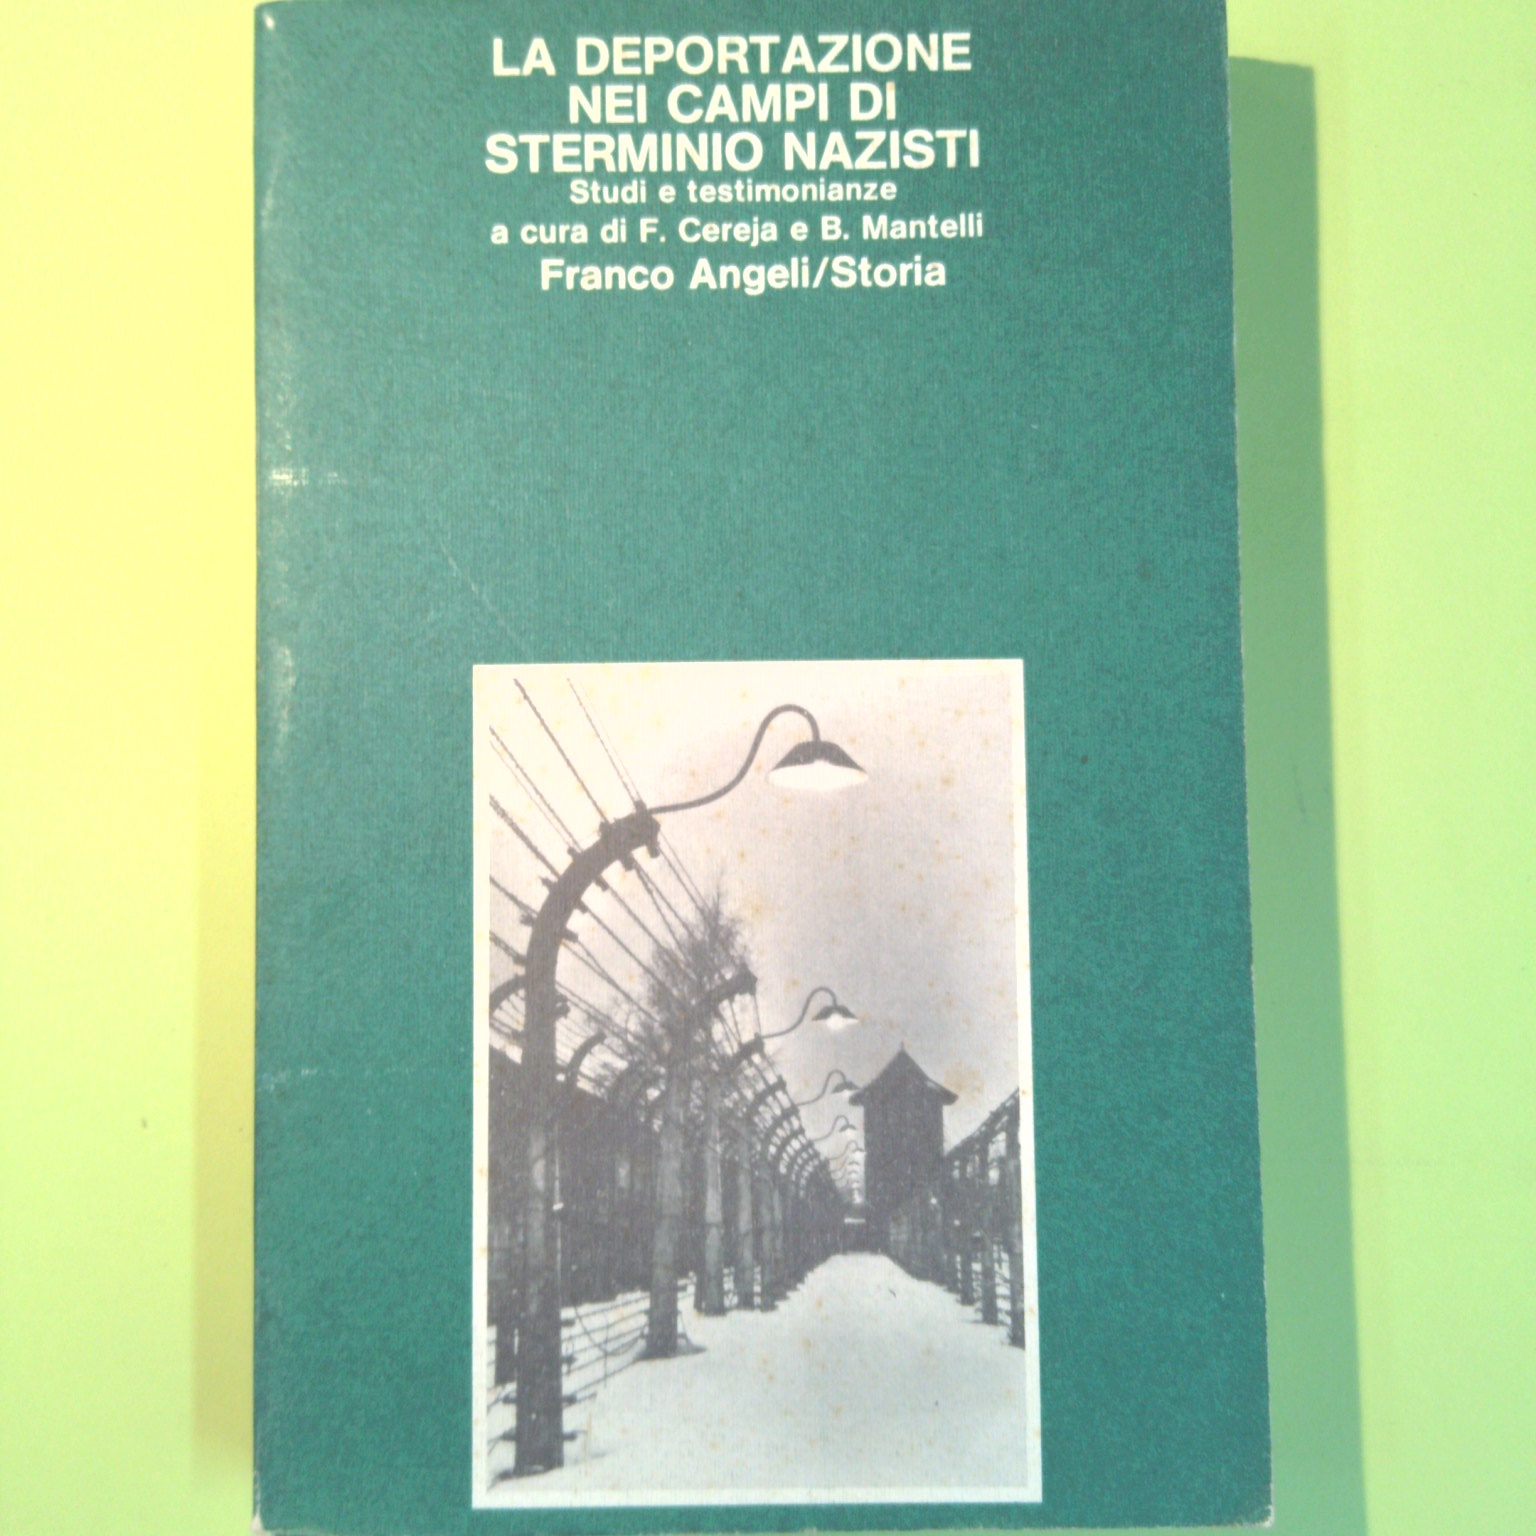 LA DEPORTAZIONE
NEI CAMPI DI
STERMINIO NAZISTI
Studi e testimonianze
a cura di F. Cereja e B. Mantelli
Franco Angeli/Storia